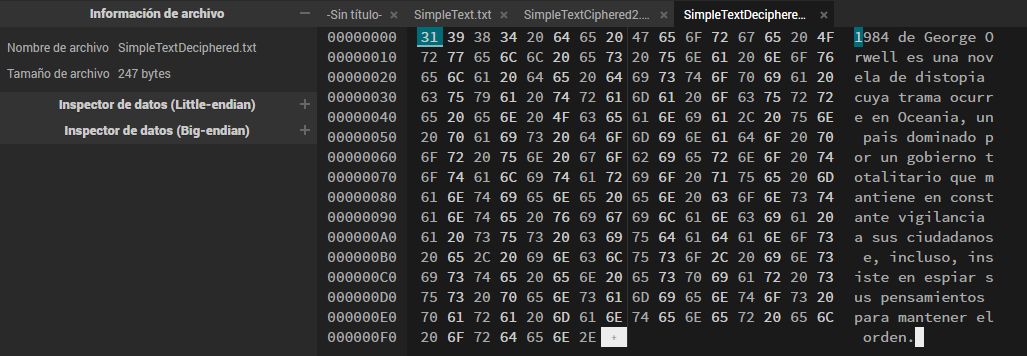 Información de archivo −
-Sin título- × SimpleText.txt × SimpleTextCiphered2.... × SimpleTextDeciphere... ×
Nombre de archivo SimpleTextDeciphered.txt
Tamaño de archivo 247 bytes
Inspector de datos (Little-endian) +
Inspector de datos (Big-endian) +
00000000 31 39 38 34 20 64 65 20 47 65 6F 72 67 65 20 4F 1984 de George O
00000010 72 77 65 6C 6C 20 65 73 20 75 6E 61 20 6E 6F 76 rwell es una nov
00000020 65 6C 61 20 64 65 20 64 69 73 74 6F 70 69 61 20 ela de distopia
00000030 63 75 79 61 20 74 72 61 6D 61 20 6F 63 75 72 72 cuya trama ocurr
00000040 65 20 65 6E 20 4F 63 65 61 6E 69 61 2C 20 75 6E e en Oceania, un
00000050 20 70 61 69 73 20 64 6F 6D 69 6E 61 64 6F 20 70 pais dominado p
00000060 6F 72 20 75 6E 20 67 6F 62 69 65 72 6E 6F 20 74 or un gobierno t
00000070 6F 74 61 6C 69 74 61 72 69 6F 20 71 75 65 20 6D otalitario que m
00000080 61 6E 74 69 65 6E 65 20 65 6E 20 63 6F 6E 73 74 antiene en const
00000090 61 6E 74 65 20 76 69 67 69 6C 61 6E 63 69 61 20 ante vigilancia
000000A0 61 20 73 75 73 20 63 69 75 64 61 64 61 6E 6F 73 a sus ciudadanos
000000B0 20 65 2C 20 69 6E 63 6C 75 73 6F 2C 20 69 6E 73 e, incluso, ins
000000C0 69 73 74 65 20 65 6E 20 65 73 70 69 61 72 20 73 iste en espiar s
000000D0 75 73 20 70 65 6E 73 61 6D 69 65 6E 74 6F 73 20 us pensamientos
000000E0 70 61 72 61 20 6D 61 6E 74 65 6E 65 72 20 65 6C para mantener el
000000F0 20 6F 72 64 65 6E 2E + orden.